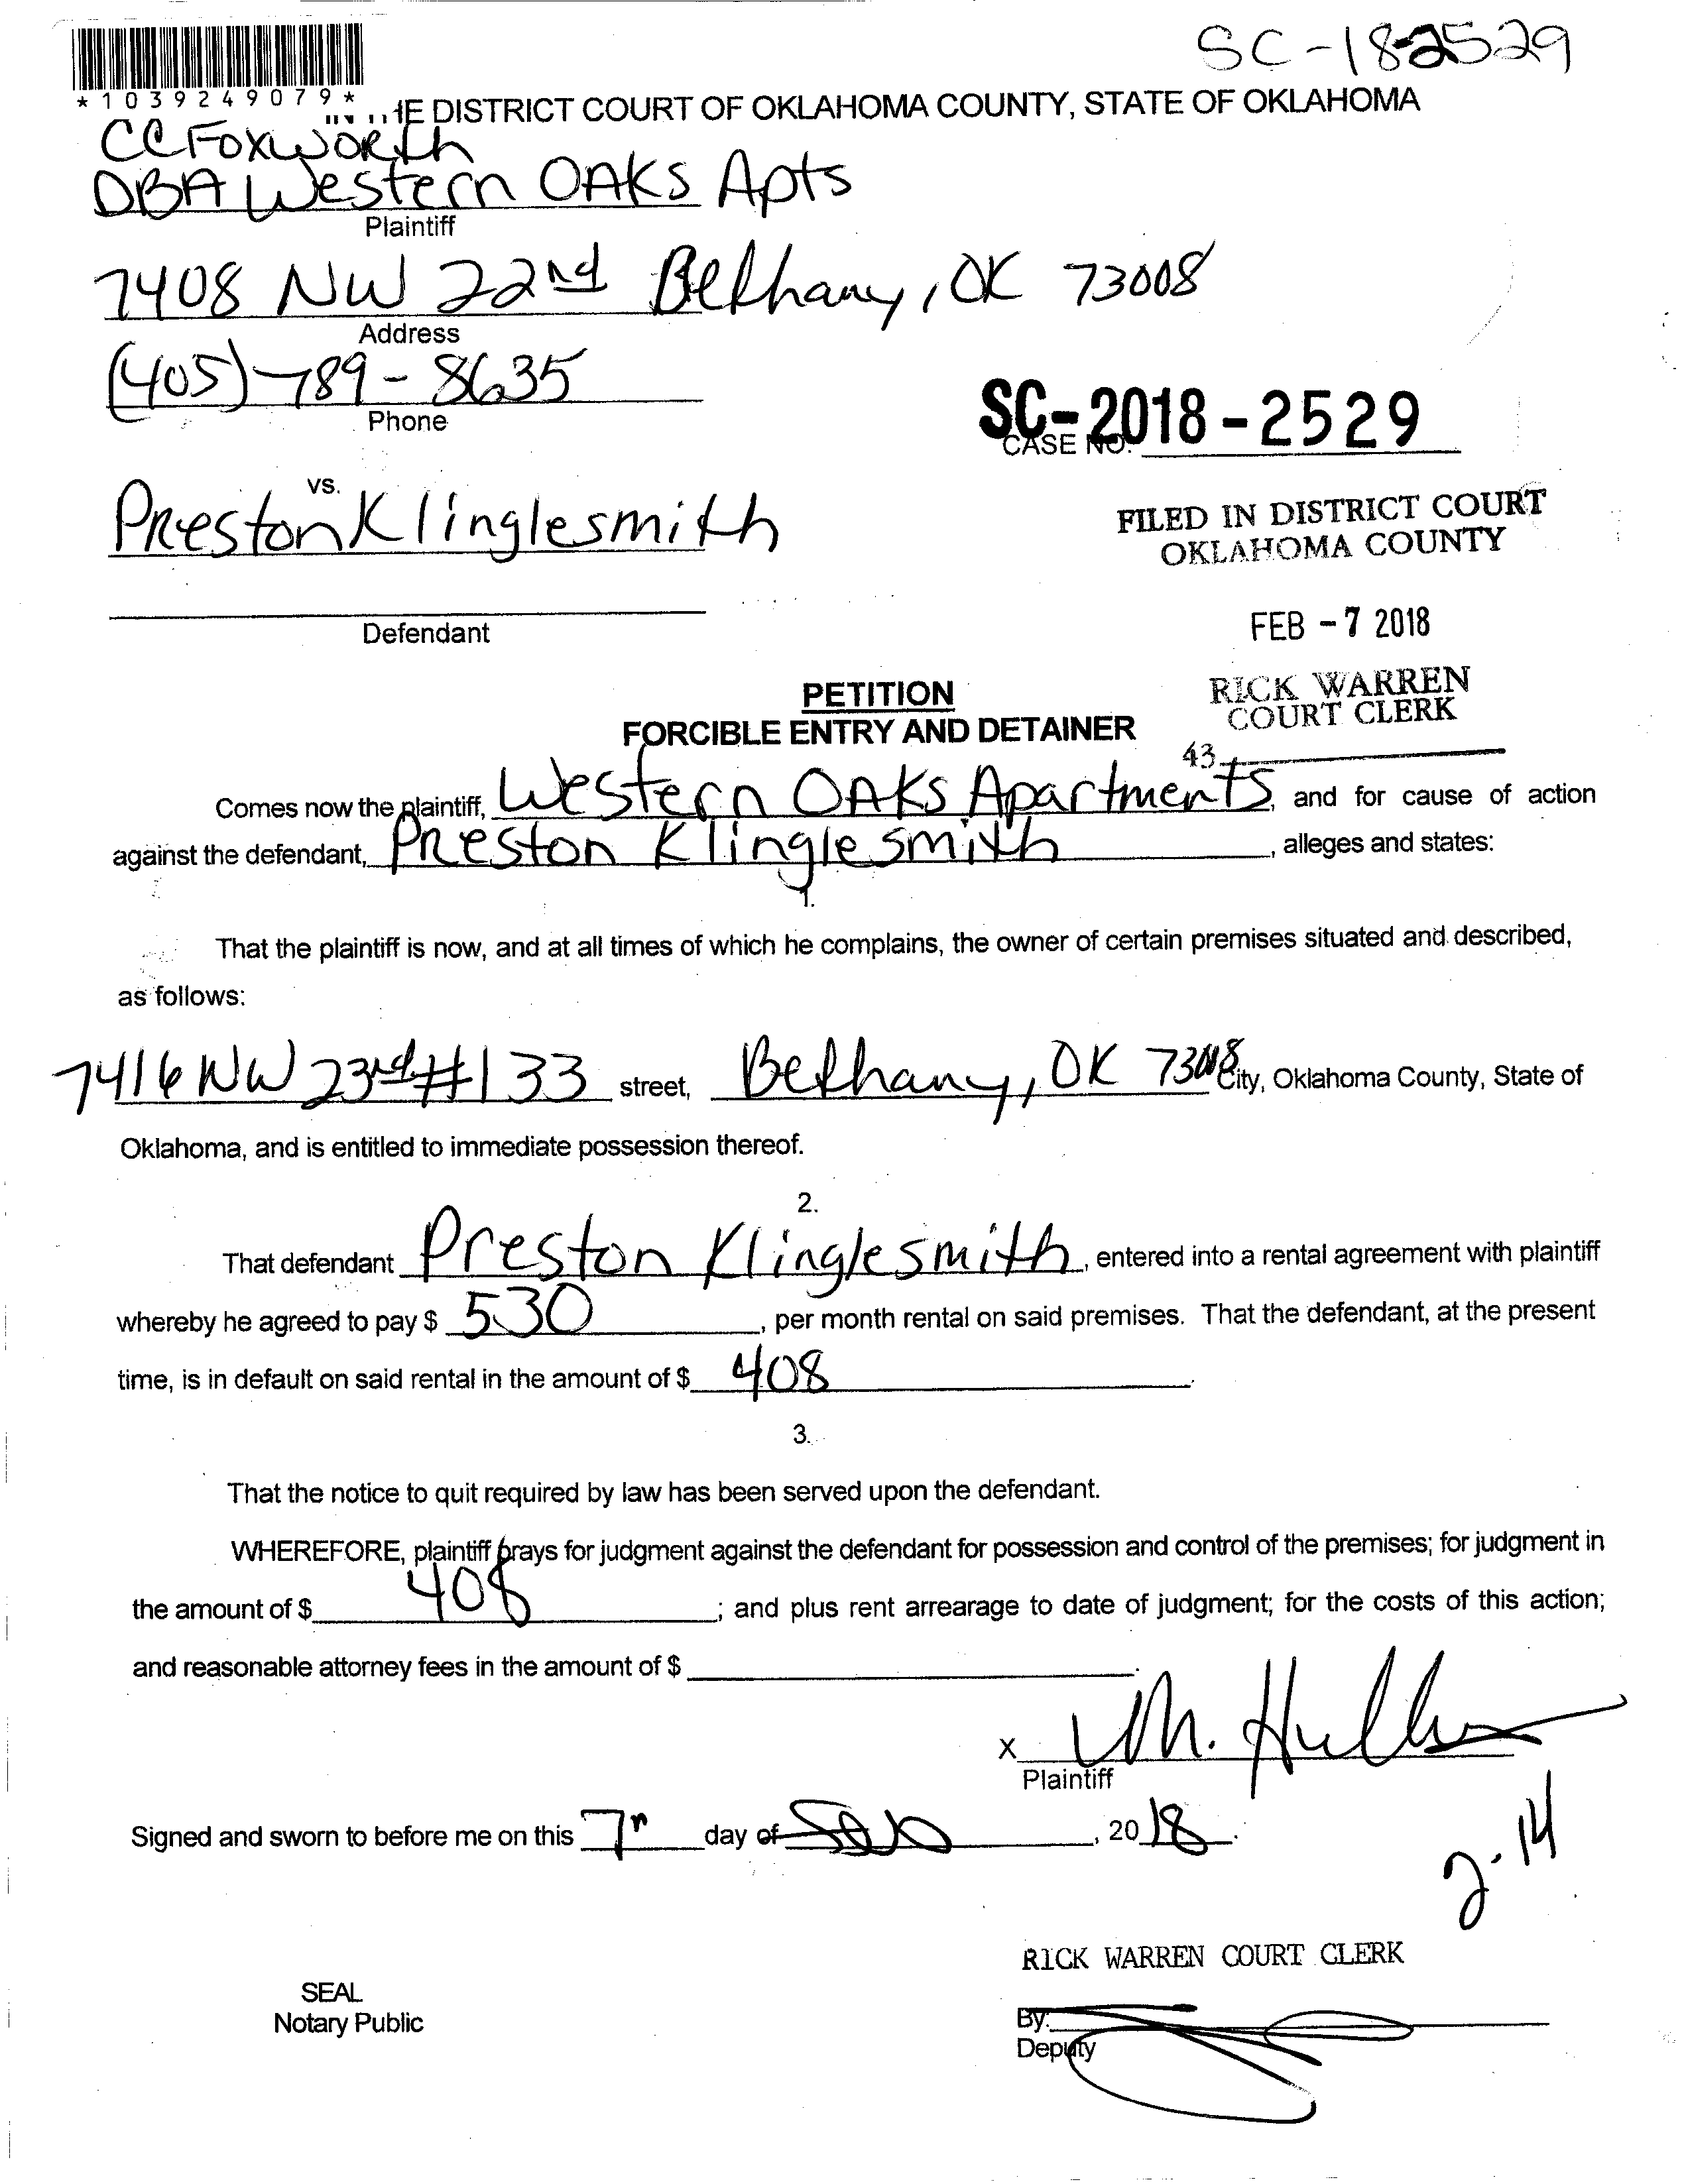 SC-18-2529
*1039249079*
HE DISTRICT COURT OF OKLAHOMA COUNTY, STATE OF OKLAHOMA
CC Foxworth
DBA Western OAKS Apts
Plaintiff
7408 NW 22nd Bethany, OK 73008
Address
(405)-789-8635
Phone
SC-2018-2529
CASE NO.
vs.
Preston Klinglesmith
FILED IN DISTRICT COURT
OKLAHOMA COUNTY
Defendant
FEB -7 2018
RICK WARREN
COURT CLERK
PETITION
FORCIBLE ENTRY AND DETAINER
43
Comes now the plaintiff, Western OAKS Apartments, and for cause of action
against the defendant, Preston Klinglesmith, alleges and states:
1.
That the plaintiff is now, and at all times of which he complains, the owner of certain premises situated and described,
as follows:
7416 NW 23rd #133 street, Bethany, OK 73008 City, Oklahoma County, State of
Oklahoma, and is entitled to immediate possession thereof.
2.
That defendant Preston Klinglesmith, entered into a rental agreement with plaintiff
whereby he agreed to pay $ 530, per month rental on said premises. That the defendant, at the present
time, is in default on said rental in the amount of $ 408.
3.
That the notice to quit required by law has been served upon the defendant.
WHEREFORE, plaintiff prays for judgment against the defendant for possession and control of the premises; for judgment in
the amount of $ 408; and plus rent arrearage to date of judgment; for the costs of this action;
and reasonable attorney fees in the amount of $
x M.
Plaintiff
Signed and sworn to before me on this 7 day of , 2018.
2-14
RICK WARREN COURT CLERK
SEAL
Notary Public
By:
Deputy